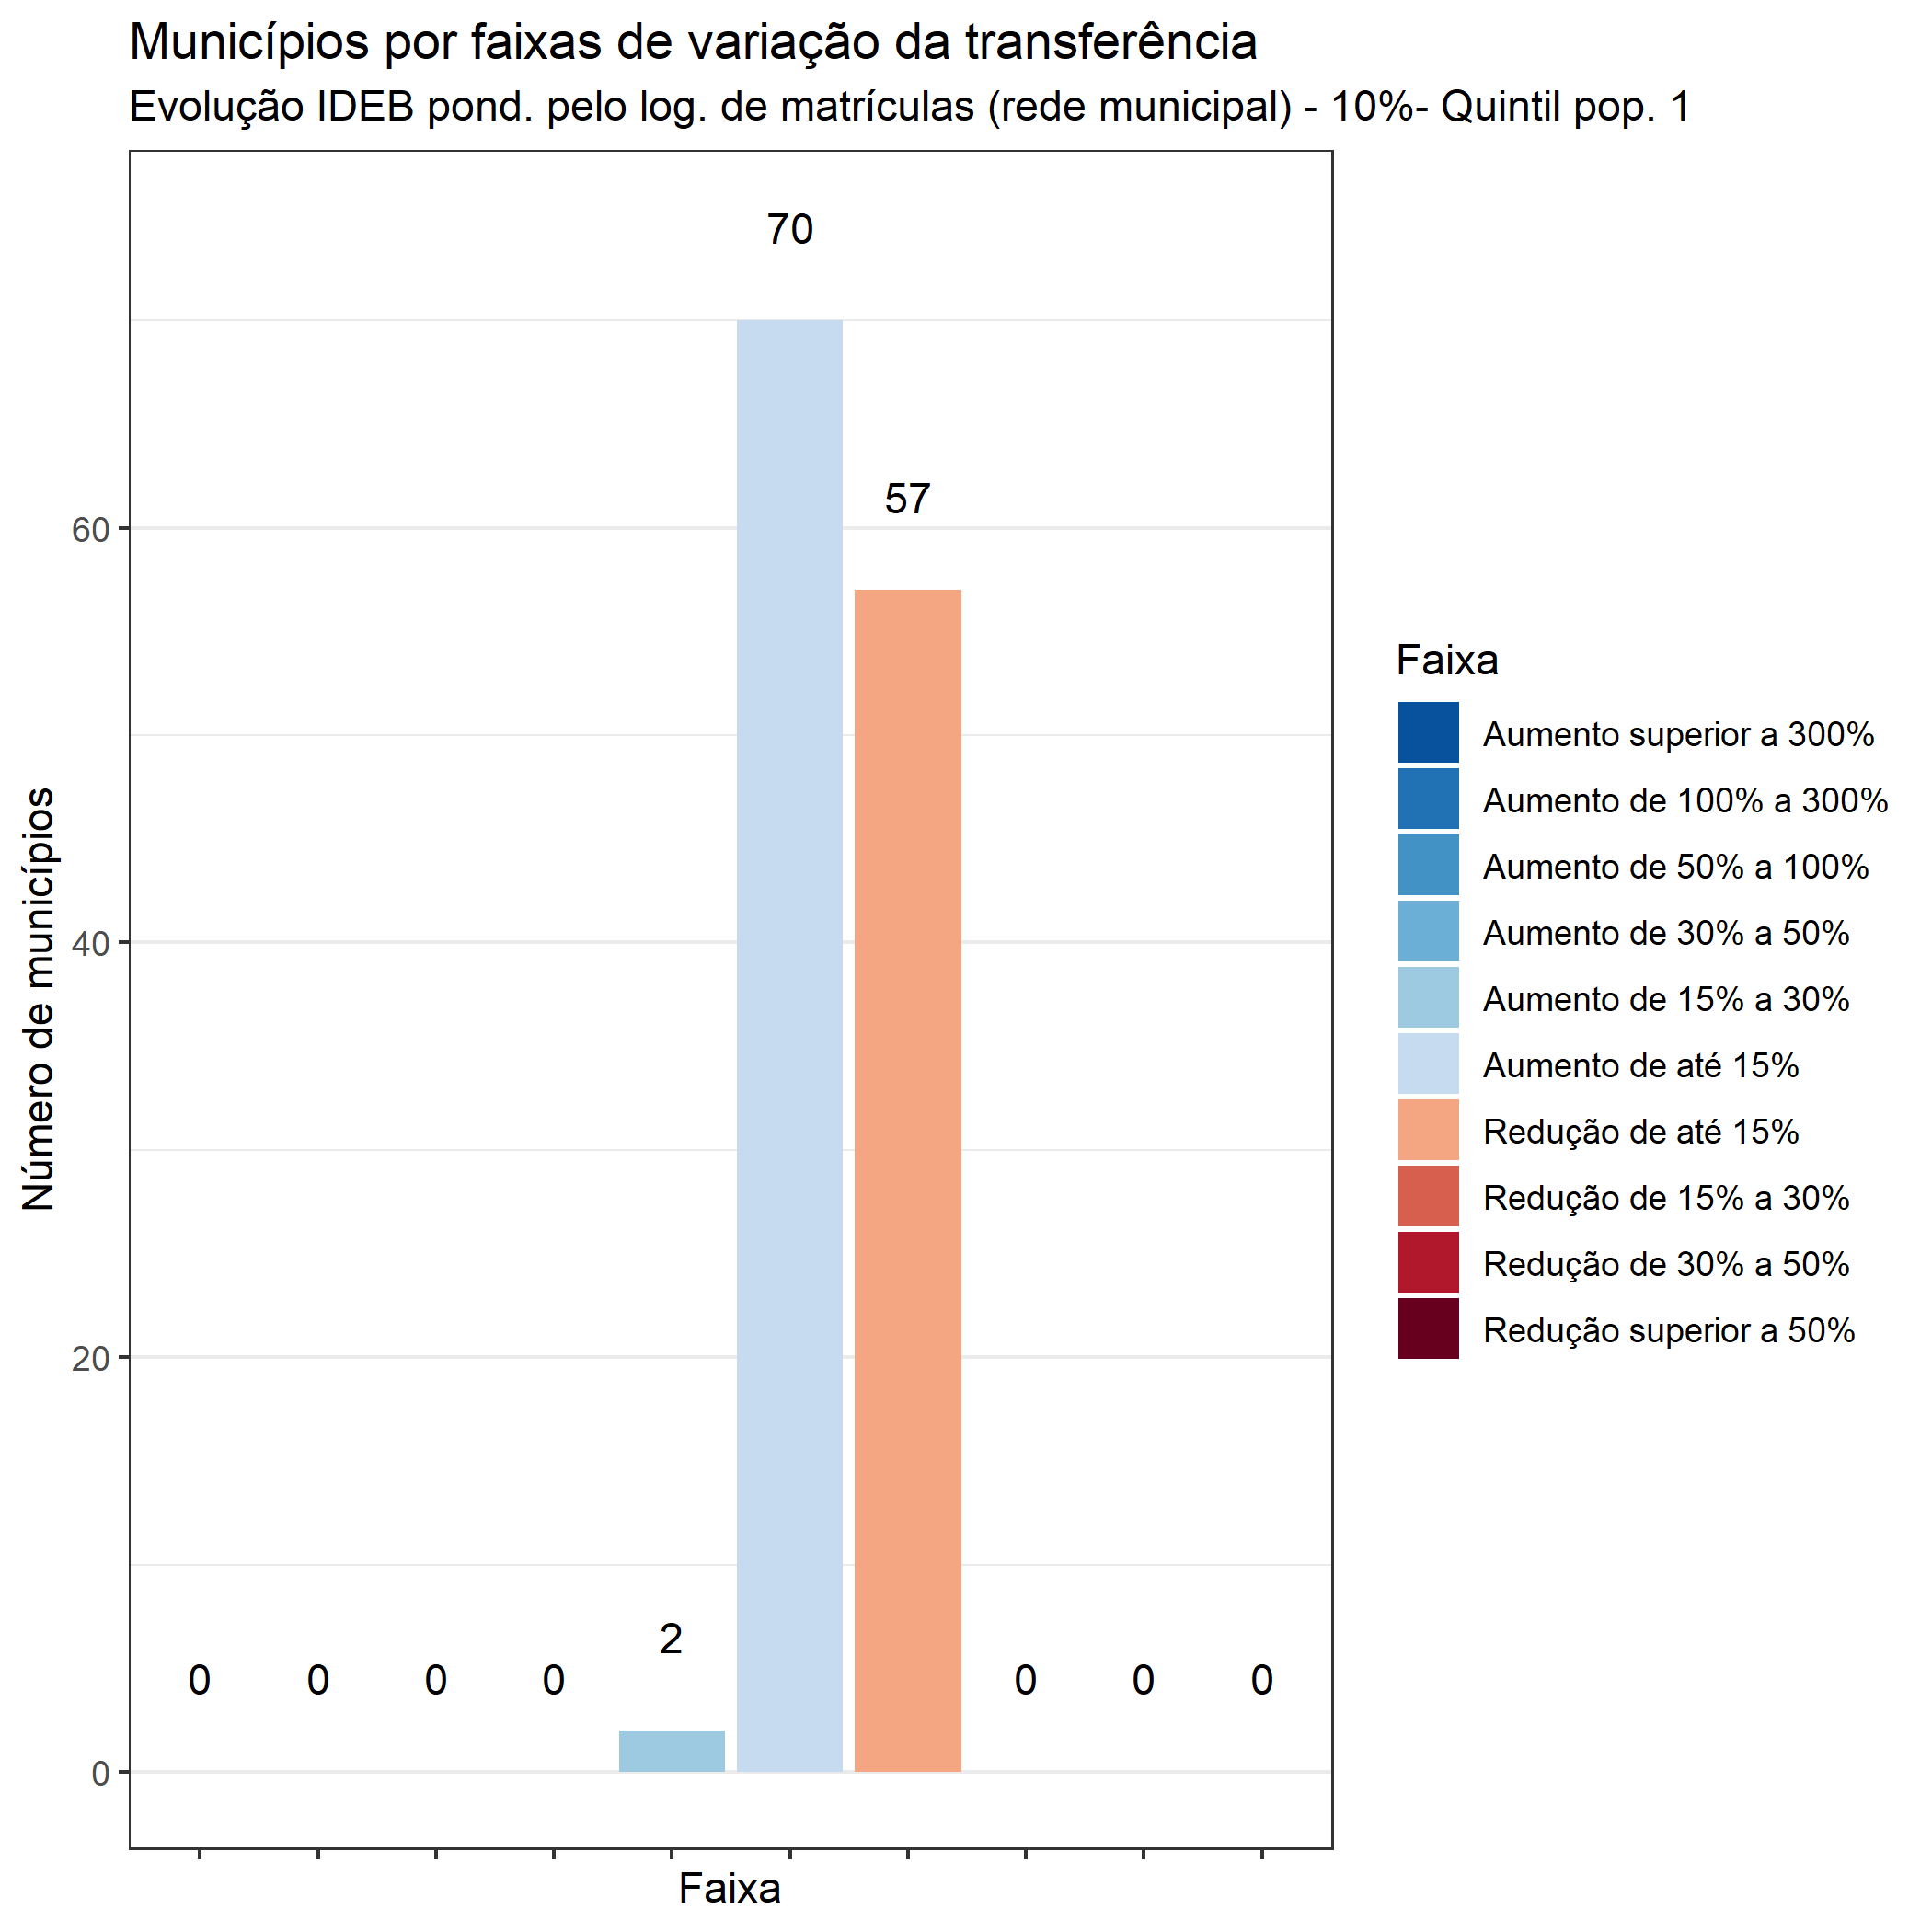 Municípios por faixas de variação da transferência
Evolução IDEB pond. pelo log. de matrículas (rede municipal) - 10%- Quintil pop. 1
Número de municípios
60
40
20
0
70
57
2
0 0 0 0 0 0 0
Faixa
Faixa
Aumento superior a 300%
Aumento de 100% a 300%
Aumento de 50% a 100%
Aumento de 30% a 50%
Aumento de 15% a 30%
Aumento de até 15%
Redução de até 15%
Redução de 15% a 30%
Redução de 30% a 50%
Redução superior a 50%